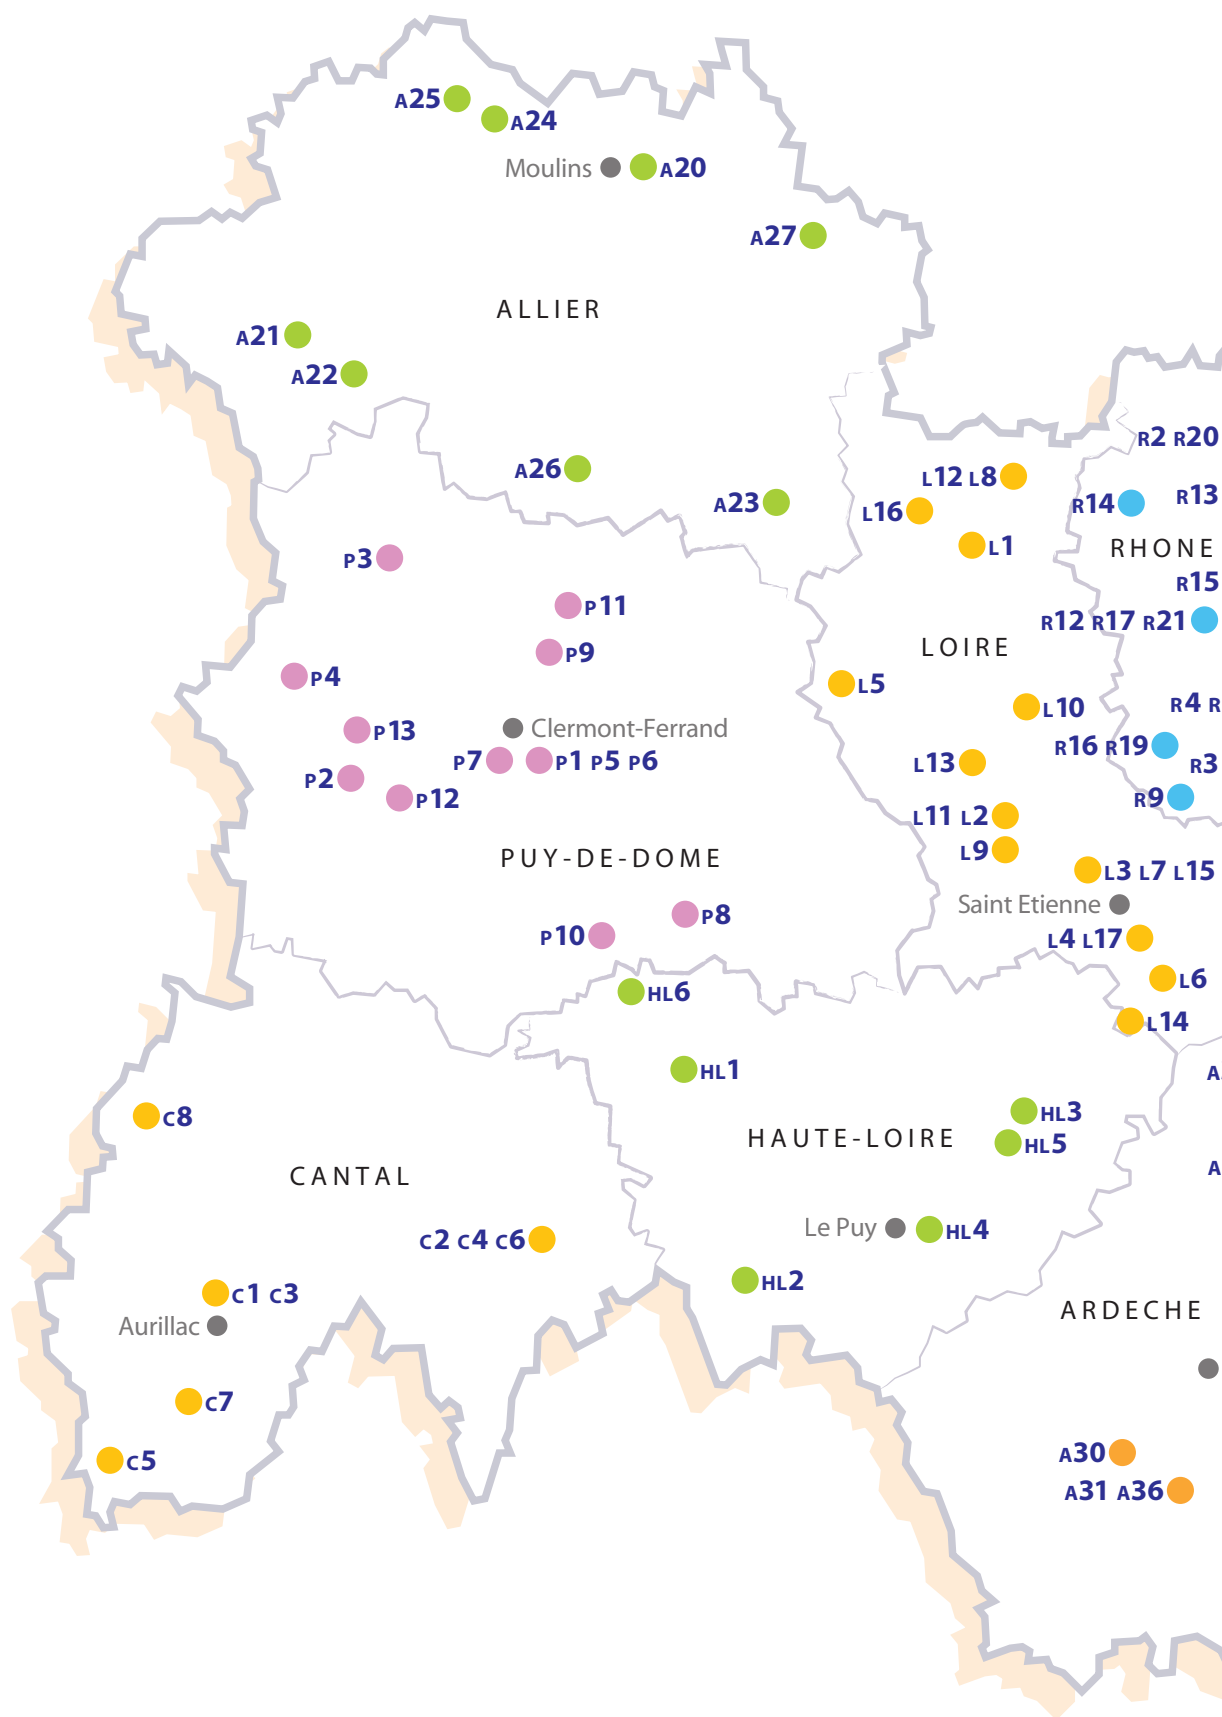 A25
A24
Moulins A20
A27
ALLIER
A21
A22
R2 R20
A26
L12 L8
A23
L16
R14
R13
L1
RHONE
P3
R15
P11
R12 R17 R21
LOIRE
P9
P4
L5
L10
R4 R
P13
Clermont-Ferrand
R16 R19
P7
P1 P5 P6
L13
R3
P2
P12
R9
L11 L2
L9
PUY-DE-DOME
L3 L7 L15
Saint Etienne
P8
P10
L4 L17
L6
HL6
L14
HL1
A
C8
HL3
HAUTE-LOIRE
HL5
A
CANTAL
Le Puy
HL4
C2 C4 C6
HL2
C1 C3
ARDECHE
Aurillac
C7
A30
C5
A31 A36